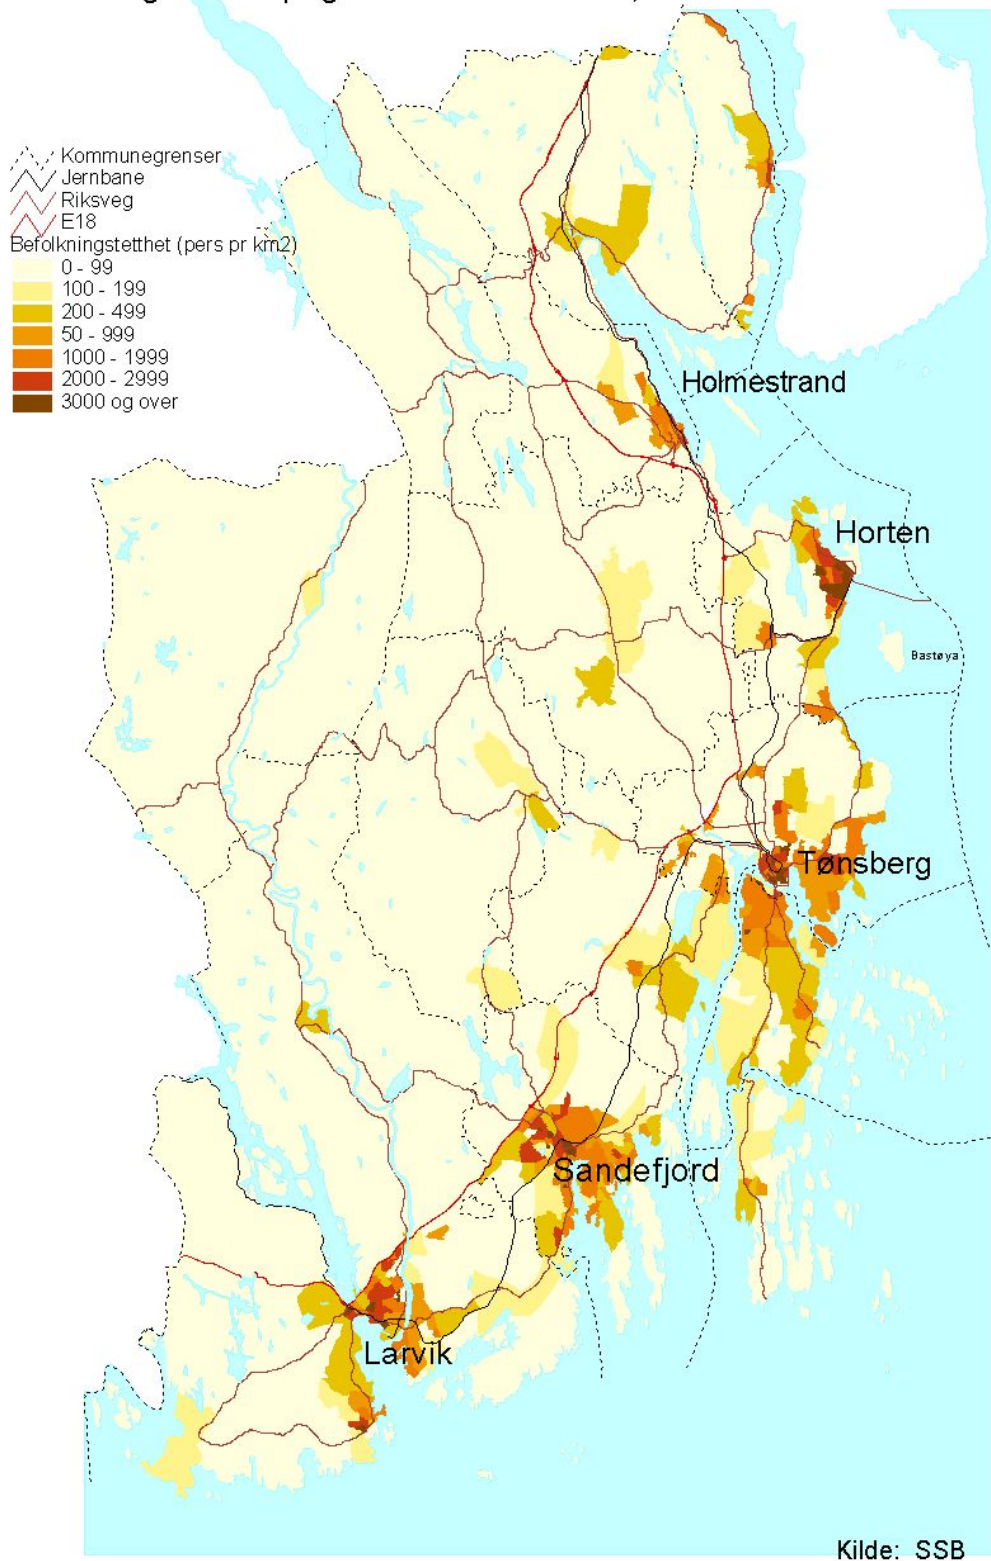 Kommunegrenser
Jernbane
Riksveg
E18
Befolkningstetthet (pers pr km2)
0 - 99
100 - 199
200 - 499
50 - 999
1000 - 1999
2000 - 2999
3000 og over
Holmestrand
Horten
Bastøya
Tønsberg
Sandefjord
Larvik
Kilde: SSB